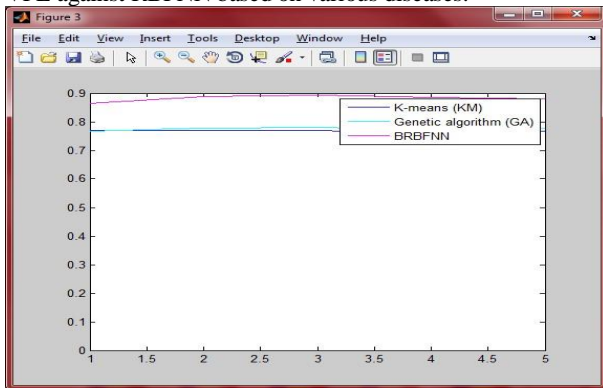 against RBFNN based on various diseases.
Figure 3
File Edit View Insert Tools Desktop Window Help
0.9
0.8
0.7
0.6
0.5
0.4
0.3
0.2
0.1
0
K-means (KM)
Genetic algorithm (GA)
BRBFNN
1 1.5 2 2.5 3 3.5 4 4.5 5